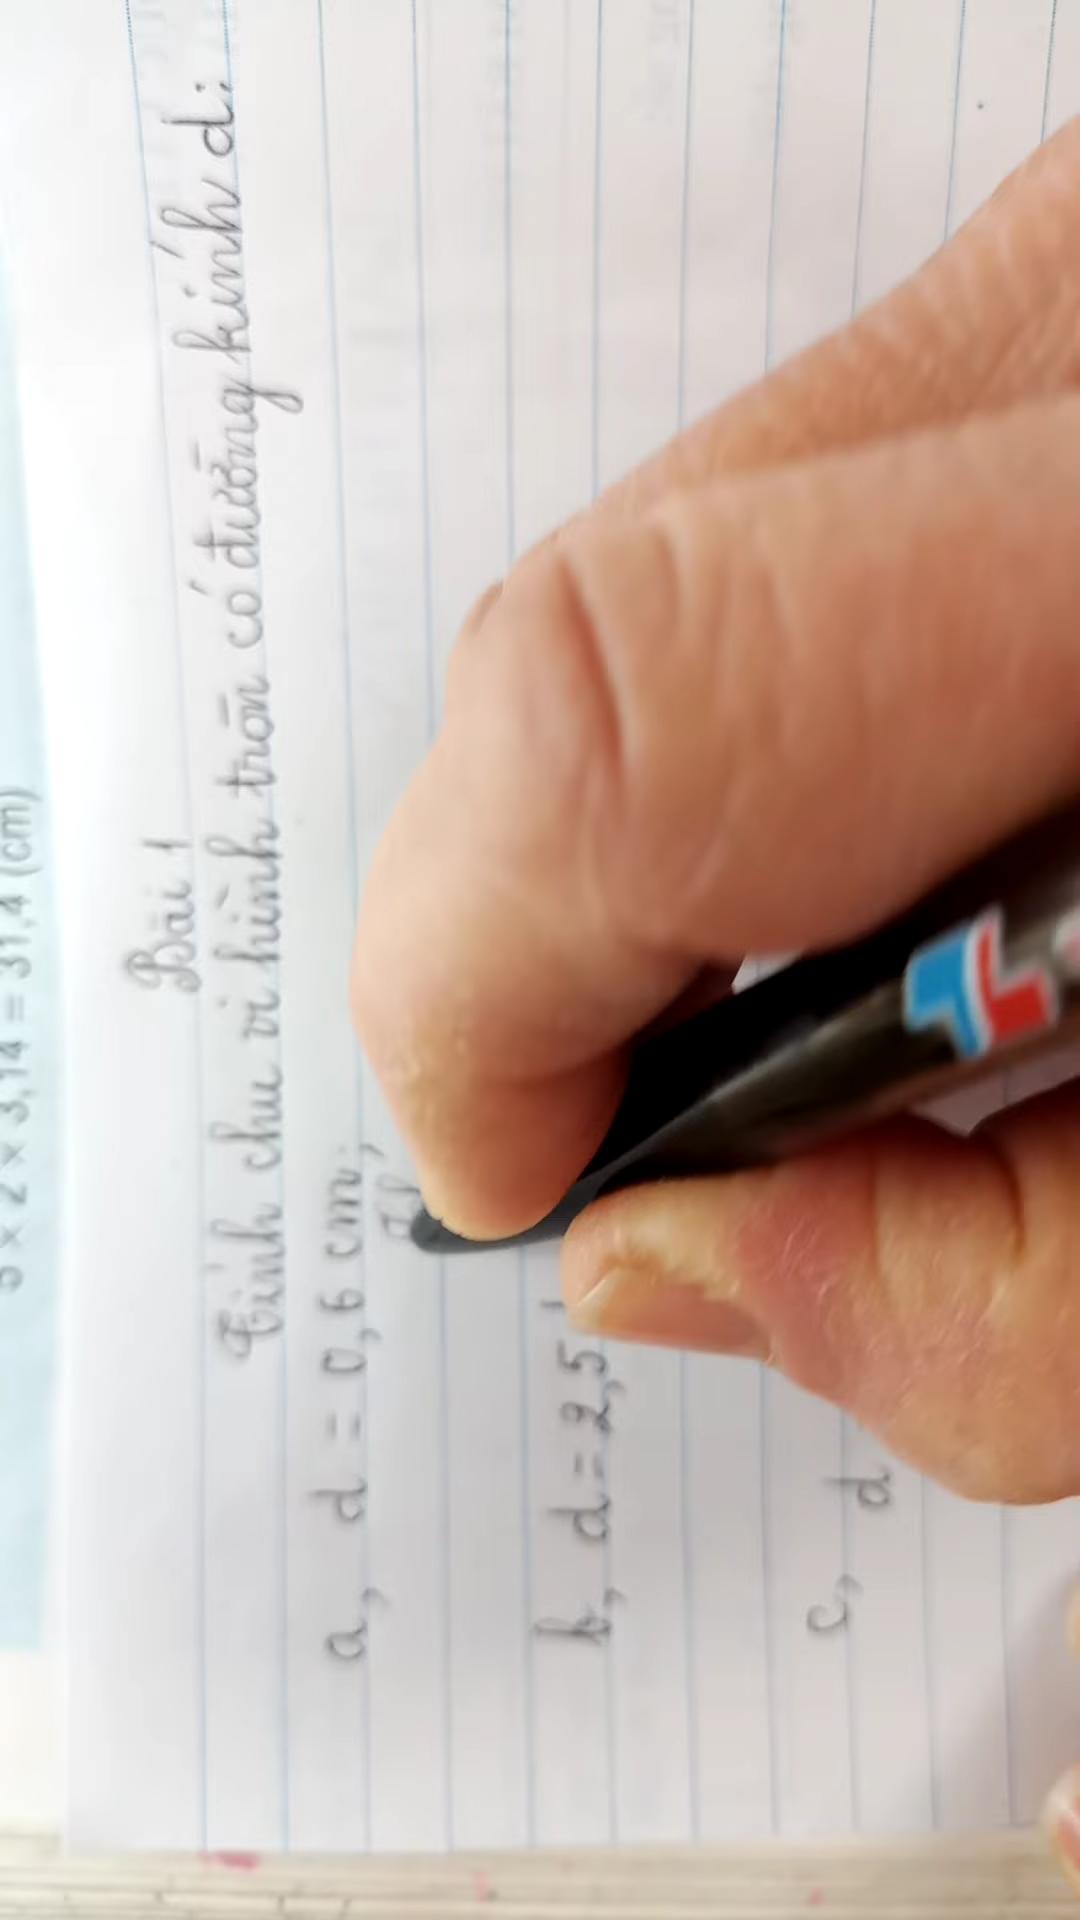 5 × 2 × 3,14 = 31,4 (cm)
Bài 1
Tính chu vi hình tròn có đường kính d:
a, d = 0,6 cm;
b, d = 2,5
c, d